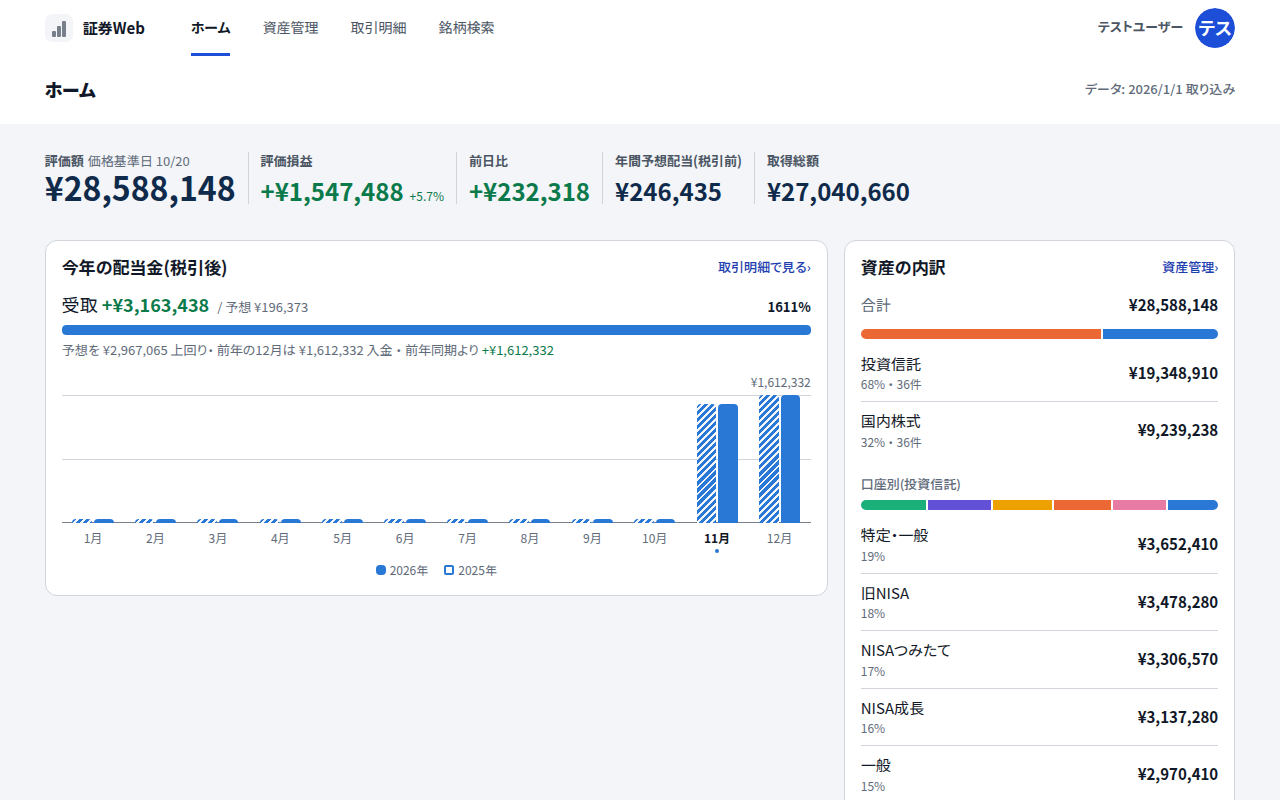 証券Web ホーム 資産管理 取引明細 銘柄検索 テストユーザー テス
ホーム データ: 2026/1/1 取り込み
評価額 価格基準日 10/20
¥28,588,148
評価損益
+¥1,547,488 +5.7%
前日比
+¥232,318
年間予想配当(税引前)
¥246,435
取得総額
¥27,040,660
今年の配当金(税引後) 取引明細で見る›
受取 +¥3,163,438 / 予想 ¥196,373 1611%
予想を ¥2,967,065 上回り・前年の12月は ¥1,612,332 入金・前年同期より +¥1,612,332
¥1,612,332
1月 2月 3月 4月 5月 6月 7月 8月 9月 10月 11月 12月
2026年 2025年
資産の内訳 資産管理›
合計 ¥28,588,148
投資信託 ¥19,348,910
68%・36件
国内株式 ¥9,239,238
32%・36件
口座別(投資信託)
特定・一般 ¥3,652,410
19%
旧NISA ¥3,478,280
18%
NISAつみたて ¥3,306,570
17%
NISA成長 ¥3,137,280
16%
一般 ¥2,970,410
15%